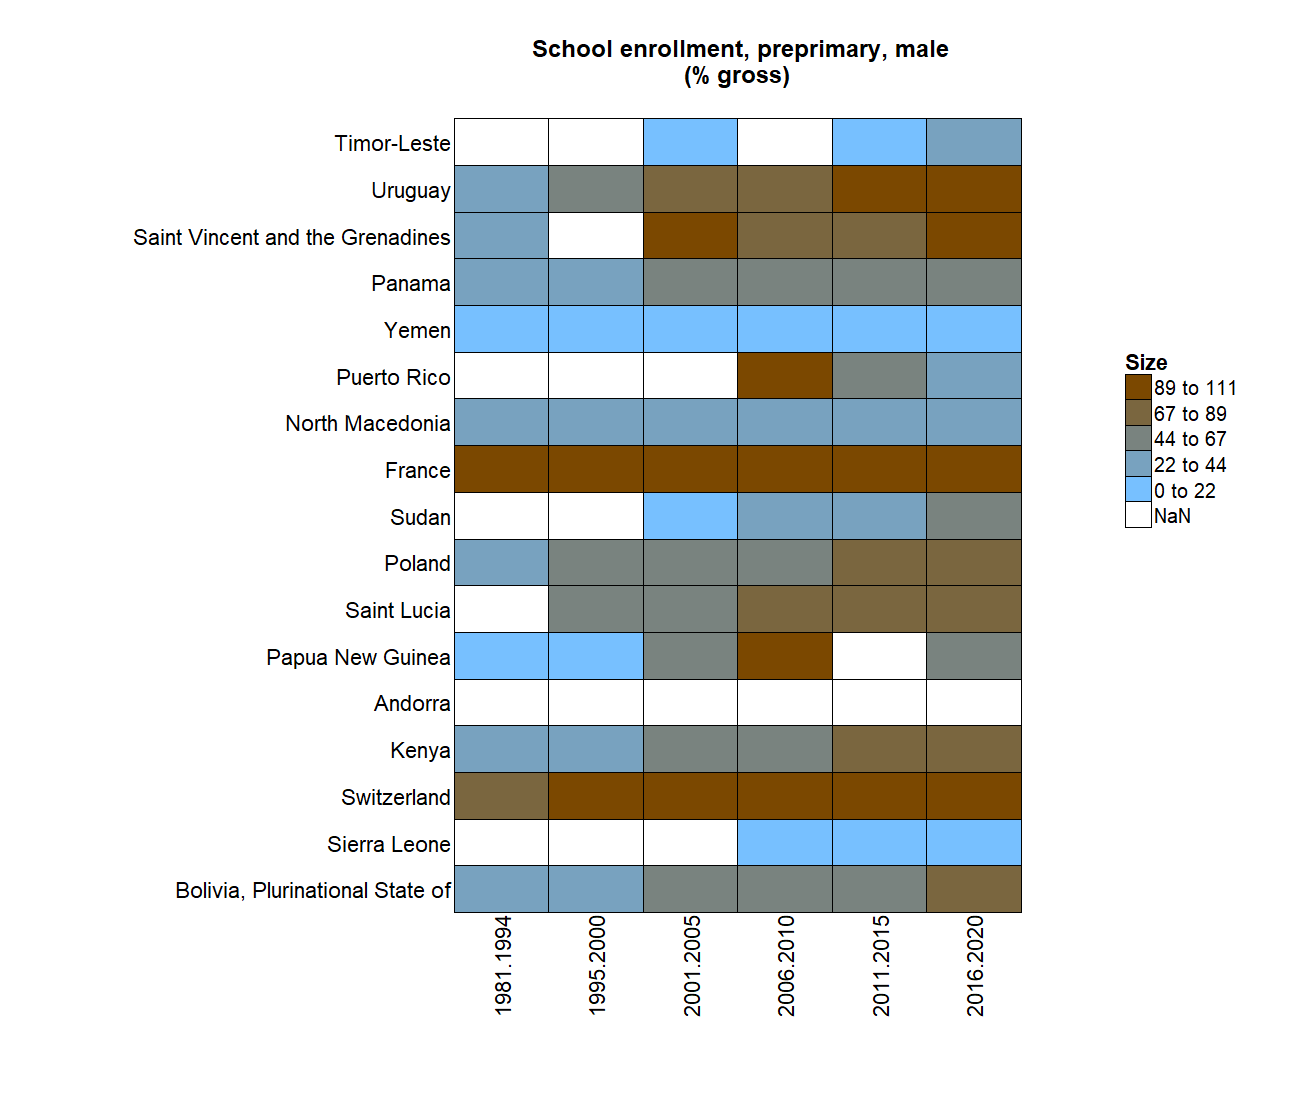 School enrollment, preprimary, male
(% gross)
Timor-Leste
Uruguay
Saint Vincent and the Grenadines
Panama
Yemen
Puerto Rico
North Macedonia
France
Sudan
Poland
Saint Lucia
Papua New Guinea
Andorra
Kenya
Switzerland
Sierra Leone
Bolivia, Plurinational State of
1981.1994
1995.2000
2001.2005
2006.2010
2011.2015
2016.2020
Size
89 to 111
67 to 89
44 to 67
22 to 44
0 to 22
NaN